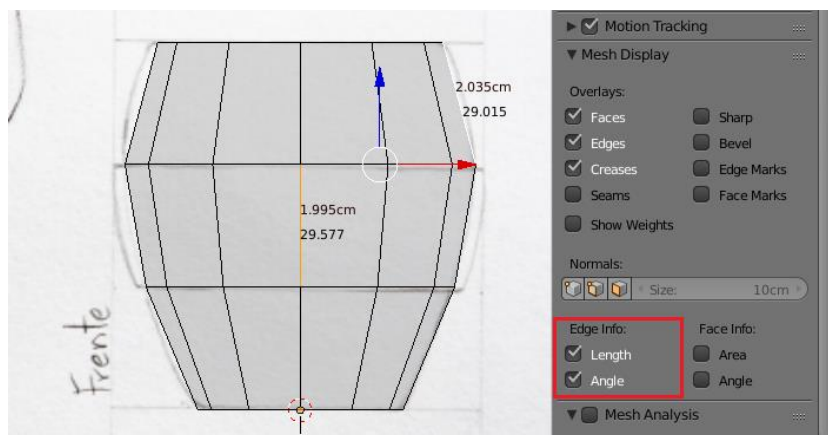 Frente
2.035cm
29.015
1.995cm
29.577
Motion Tracking
Mesh Display
Overlays:
Faces Sharp
Edges Bevel
Creases Edge Marks
Seams Face Marks
Show Weights
Normals:
Size: 10cm
Edge Info: Face Info:
Length Area
Angle Angle
Mesh Analysis